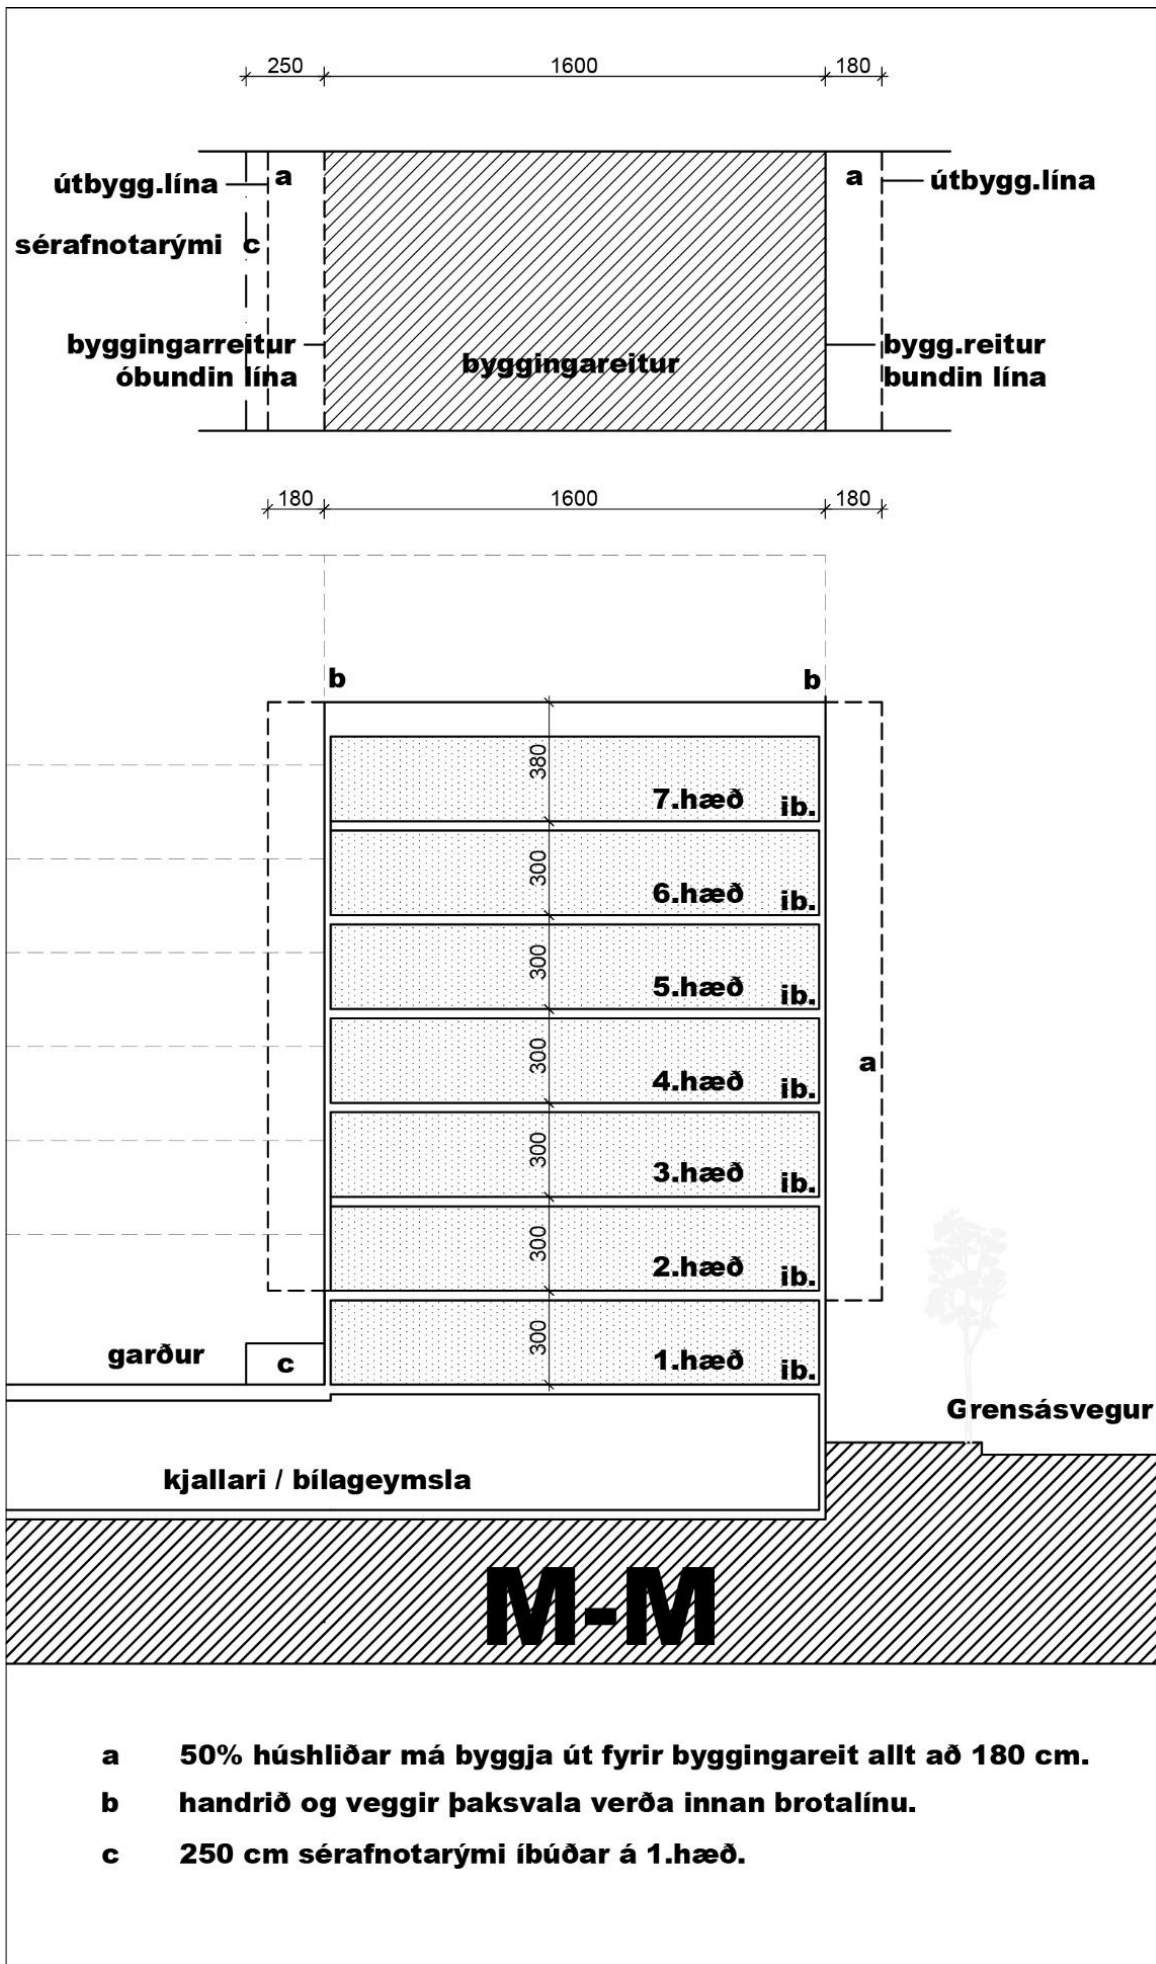 250 1600 180
útbygg.lína a a útbygg.lína
sérafnotarými c
byggingarreitur byggingareitur bygg.reitur
óbundin lína bundin lína
180 1600 180
b b
380
7.hæð ib.
300
6.hæð ib.
300
5.hæð ib.
300
4.hæð ib.
a
300
3.hæð ib.
300
2.hæð ib.
300
garður c 1.hæð ib.
Grensásvegur
kjallari / bílageymsla
M-M
a 50% húshliðar má byggja út fyrir byggingareit allt að 180 cm.
b handrið og veggir þaksvala verða innan brotalínu.
c 250 cm sérafnotarými íbúðar á 1.hæð.